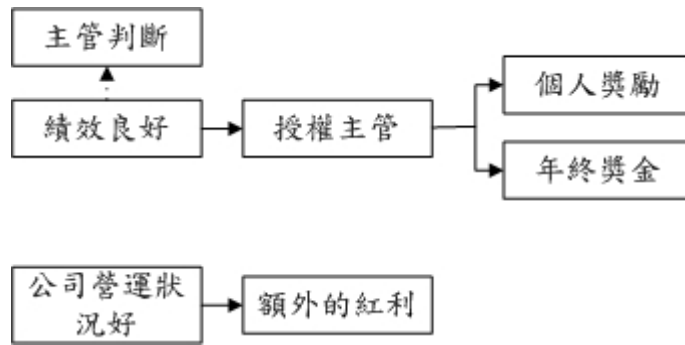 主管判斷
績效良好
授權主管
個人獎勵
年終獎金
公司營運狀
況好
額外的紅利